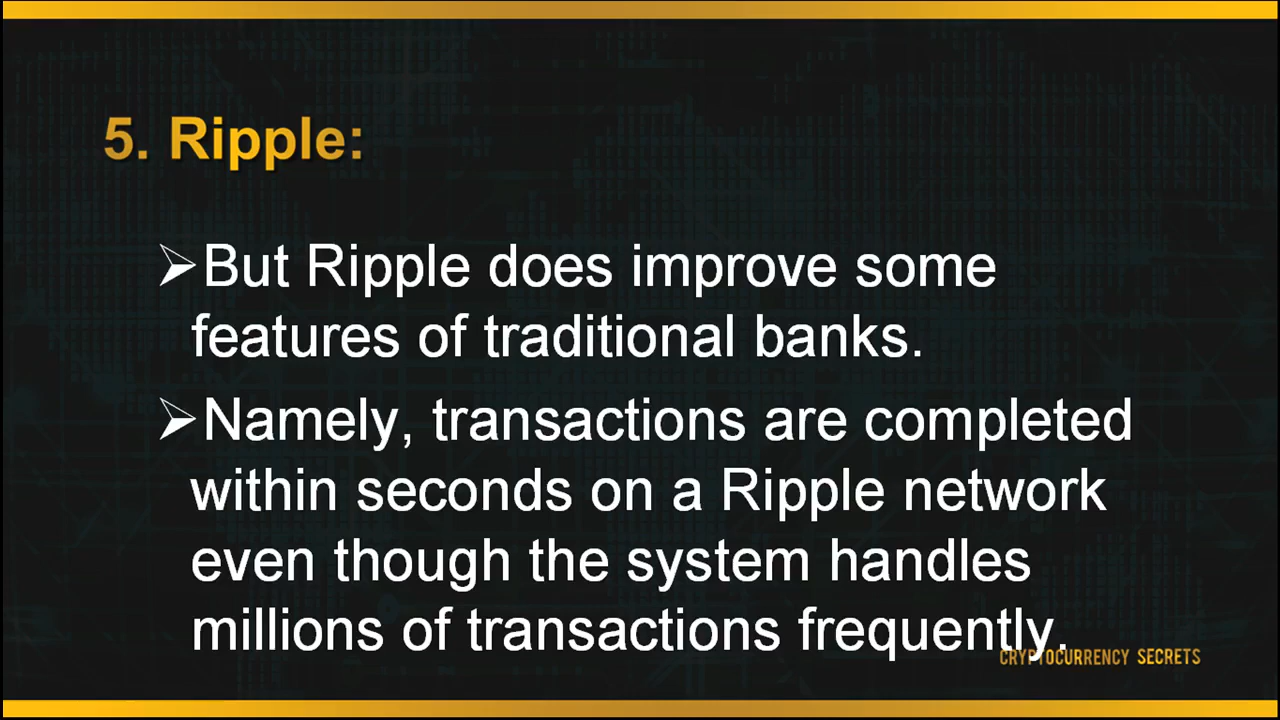 5. Ripple:
➢But Ripple does improve some
features of traditional banks.
➢Namely, transactions are completed
within seconds on a Ripple network
even though the system handles
millions of transactions frequently.
CRYPTOCURRENCY SECRETS